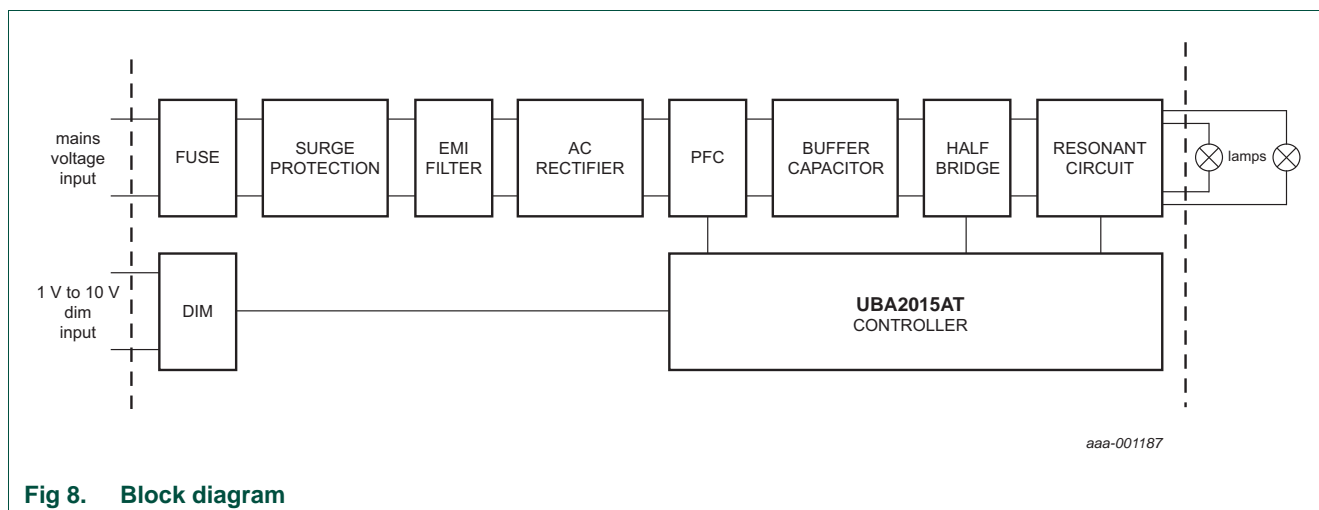 mains
voltage
input
FUSE
SURGE
PROTECTION
EMI
FILTER
AC
RECTIFIER
PFC
BUFFER
CAPACITOR
HALF
BRIDGE
RESONANT
CIRCUIT
lamps
1 V to 10 V
dim
input
DIM
UBA2015AT
CONTROLLER
aaa-001187
Fig 8. Block diagram